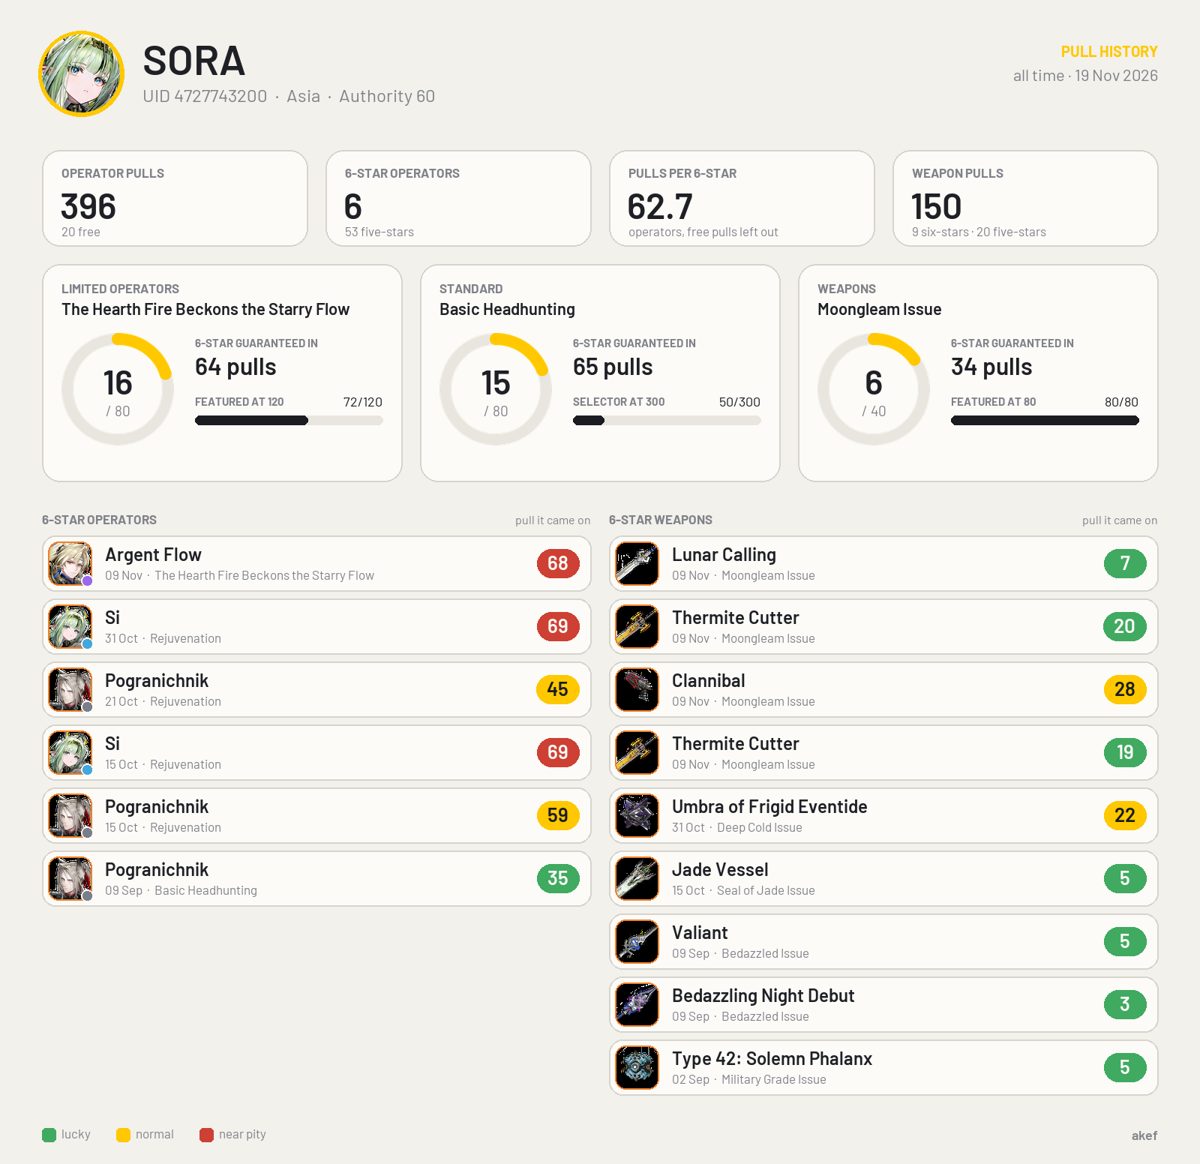 SORA
UID 4727743200 · Asia · Authority 60
PULL HISTORY
all time · 19 Nov 2026
OPERATOR PULLS
396
20 free
6-STAR OPERATORS
6
53 five-stars
PULLS PER 6-STAR
62.7
operators, free pulls left out
WEAPON PULLS
150
9 six-stars · 20 five-stars
LIMITED OPERATORS
The Hearth Fire Beckons the Starry Flow
16
/ 80
6-STAR GUARANTEED IN
64 pulls
FEATURED AT 120 72/120
STANDARD
Basic Headhunting
15
/ 80
6-STAR GUARANTEED IN
65 pulls
SELECTOR AT 300 50/300
WEAPONS
Moongleam Issue
6
/ 40
6-STAR GUARANTEED IN
34 pulls
FEATURED AT 80 80/80
6-STAR OPERATORS pull it came on
Argent Flow
09 Nov · The Hearth Fire Beckons the Starry Flow
68
Si
31 Oct · Rejuvenation
69
Pogranichnik
21 Oct · Rejuvenation
45
Si
15 Oct · Rejuvenation
69
Pogranichnik
15 Oct · Rejuvenation
59
Pogranichnik
09 Sep · Basic Headhunting
35
6-STAR WEAPONS pull it came on
Lunar Calling
09 Nov · Moongleam Issue
7
Thermite Cutter
09 Nov · Moongleam Issue
20
Clannibal
09 Nov · Moongleam Issue
28
Thermite Cutter
09 Nov · Moongleam Issue
19
Umbra of Frigid Eventide
31 Oct · Deep Cold Issue
22
Jade Vessel
15 Oct · Seal of Jade Issue
5
Valiant
09 Sep · Bedazzled Issue
5
Bedazzling Night Debut
09 Sep · Bedazzled Issue
3
Type 42: Solemn Phalanx
02 Sep · Military Grade Issue
5
lucky normal near pity
akef